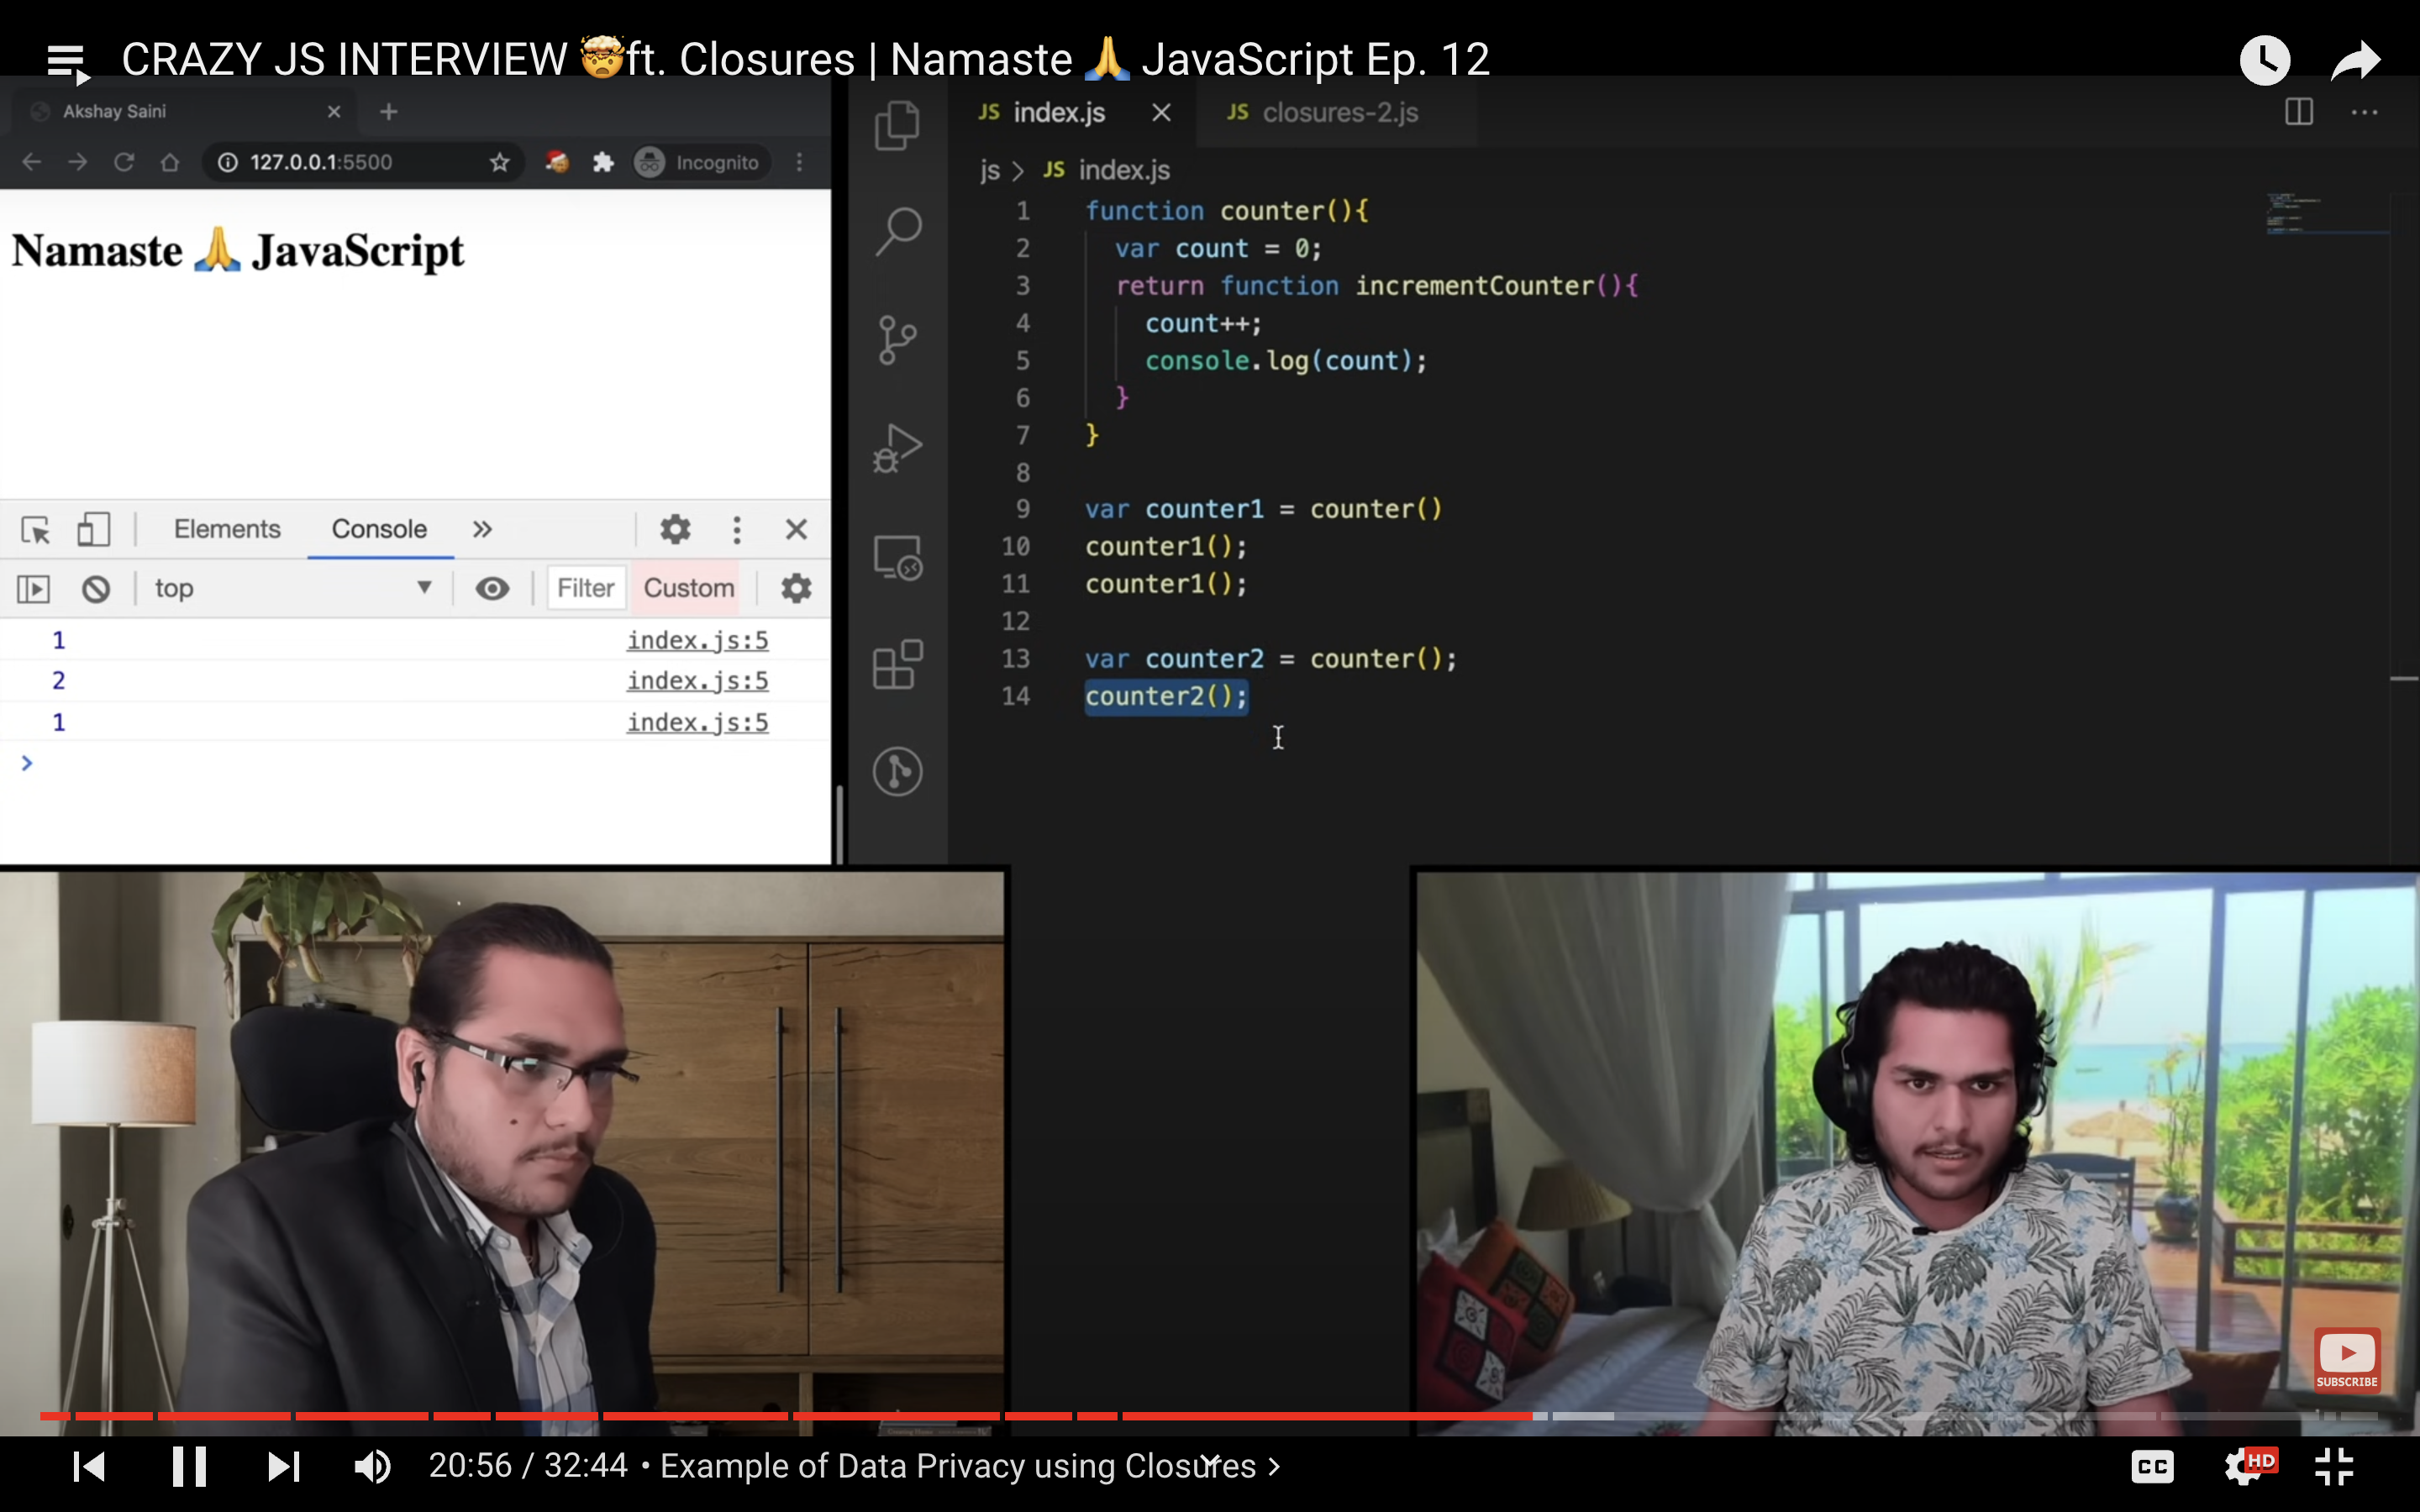 CRAZY JS INTERVIEW 🤯ft. Closures | Namaste 🙏 JavaScript Ep. 12
Akshay Saini
127.0.0.1:5500
Incognito
Namaste 🙏 JavaScript
Elements Console
top Filter Custom
1 index.js:5
2 index.js:5
1 index.js:5
JS index.js JS closures-2.js
js > JS index.js
1 function counter(){
2 var count = 0;
3 return function incrementCounter(){
4 count++;
5 console.log(count);
6 }
7 }
8
9 var counter1 = counter()
10 counter1();
11 counter1();
12
13 var counter2 = counter();
14 counter2();
SUBSCRIBE
20:56 / 32:44 • Example of Data Privacy using Closures >
CC HD